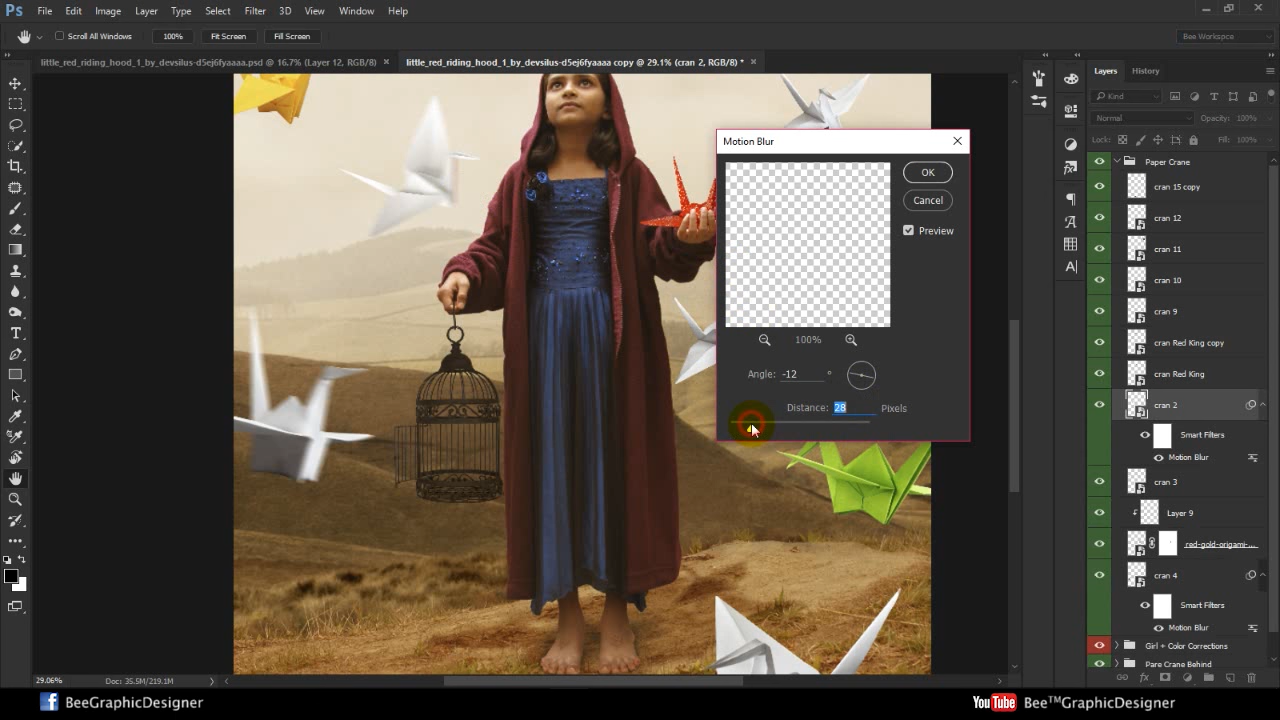 Ps File Edit Image Layer Type Select Filter 3D View Window Help
Scroll All Windows 100% Fit Screen Fill Screen Bee Workspce
little_red_riding_hood_1_by_devsilus-d5ej6fyaaaa.psd @ 16.7% (Layer 12, RGB/8) × little_red_riding_hood_1_by_devsilus-d5ej6fyaaaa copy @ 29.1% (cran 2, RGB/8) * ×
Layers History
Kind
Normal Opacity: 100%
Lock: Fill: 100%
Paper Crane
cran 15 copy
cran 12
cran 11
cran 10
cran 9
cran Red King copy
cran Red King
cran 2
Smart Filters
Motion Blur
cran 3
Layer 9
red-gold-origami-...
cran 4
Smart Filters
Motion Blur
Girl + Color Corrections
Pare Crane Behind
Motion Blur
OK
Cancel
Preview
100%
Angle: -12 °
Distance: 28 Pixels
29.06% Doc: 35.5M/219.1M
BeeGraphicDesigner
YouTube Bee™GraphicDesigner